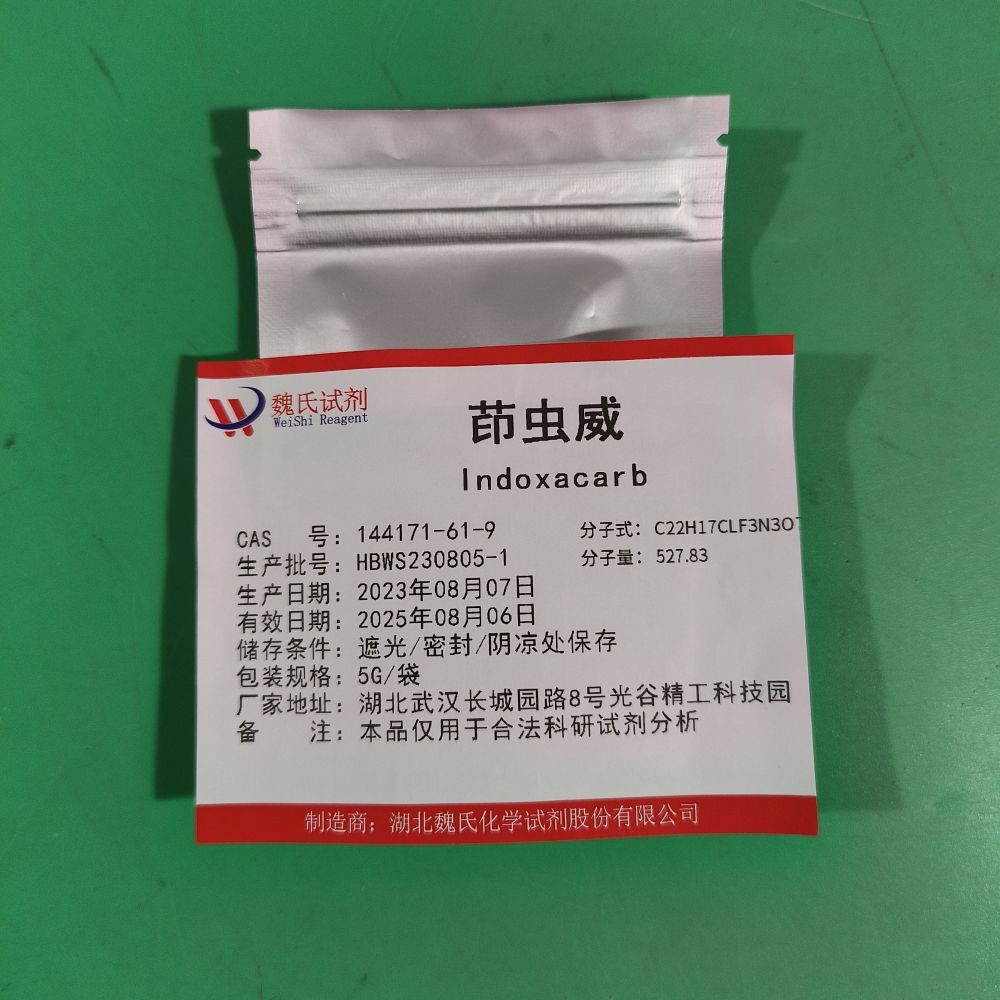 魏氏试剂
WeiShi Reagent
茚虫威
Indoxacarb
CAS 号：144171-61-9
分子式：C22H17CLF3N3O7
生产批号：HBWS230805-1
分子量：527.83
生产日期：2023年08月07日
有效日期：2025年08月06日
储存条件：遮光/密封/阴凉处保存
包装规格：5G/袋
厂家地址：湖北武汉长城园路8号光谷精工科技园
备 注：本品仅用于合法科研试剂分析
制造商：湖北魏氏化学试剂股份有限公司